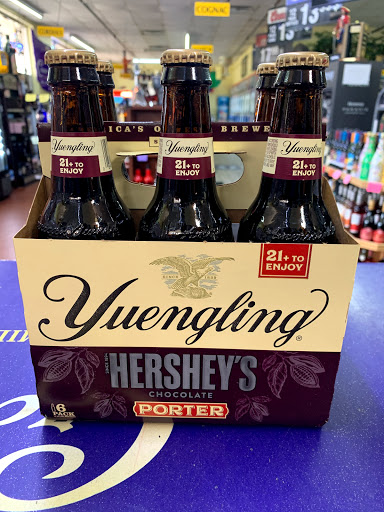 COGNAC
ICA'S O
BREWE
Yuengling
21+ TO
ENJOY
Yuengling
21+ TO
ENJOY
Yuengling
21+ TO
ENJOY
21+ TO
ENJOY
Yuengling®
HERSHEY'S
CHOCOLATE
PORTER
6
PACK